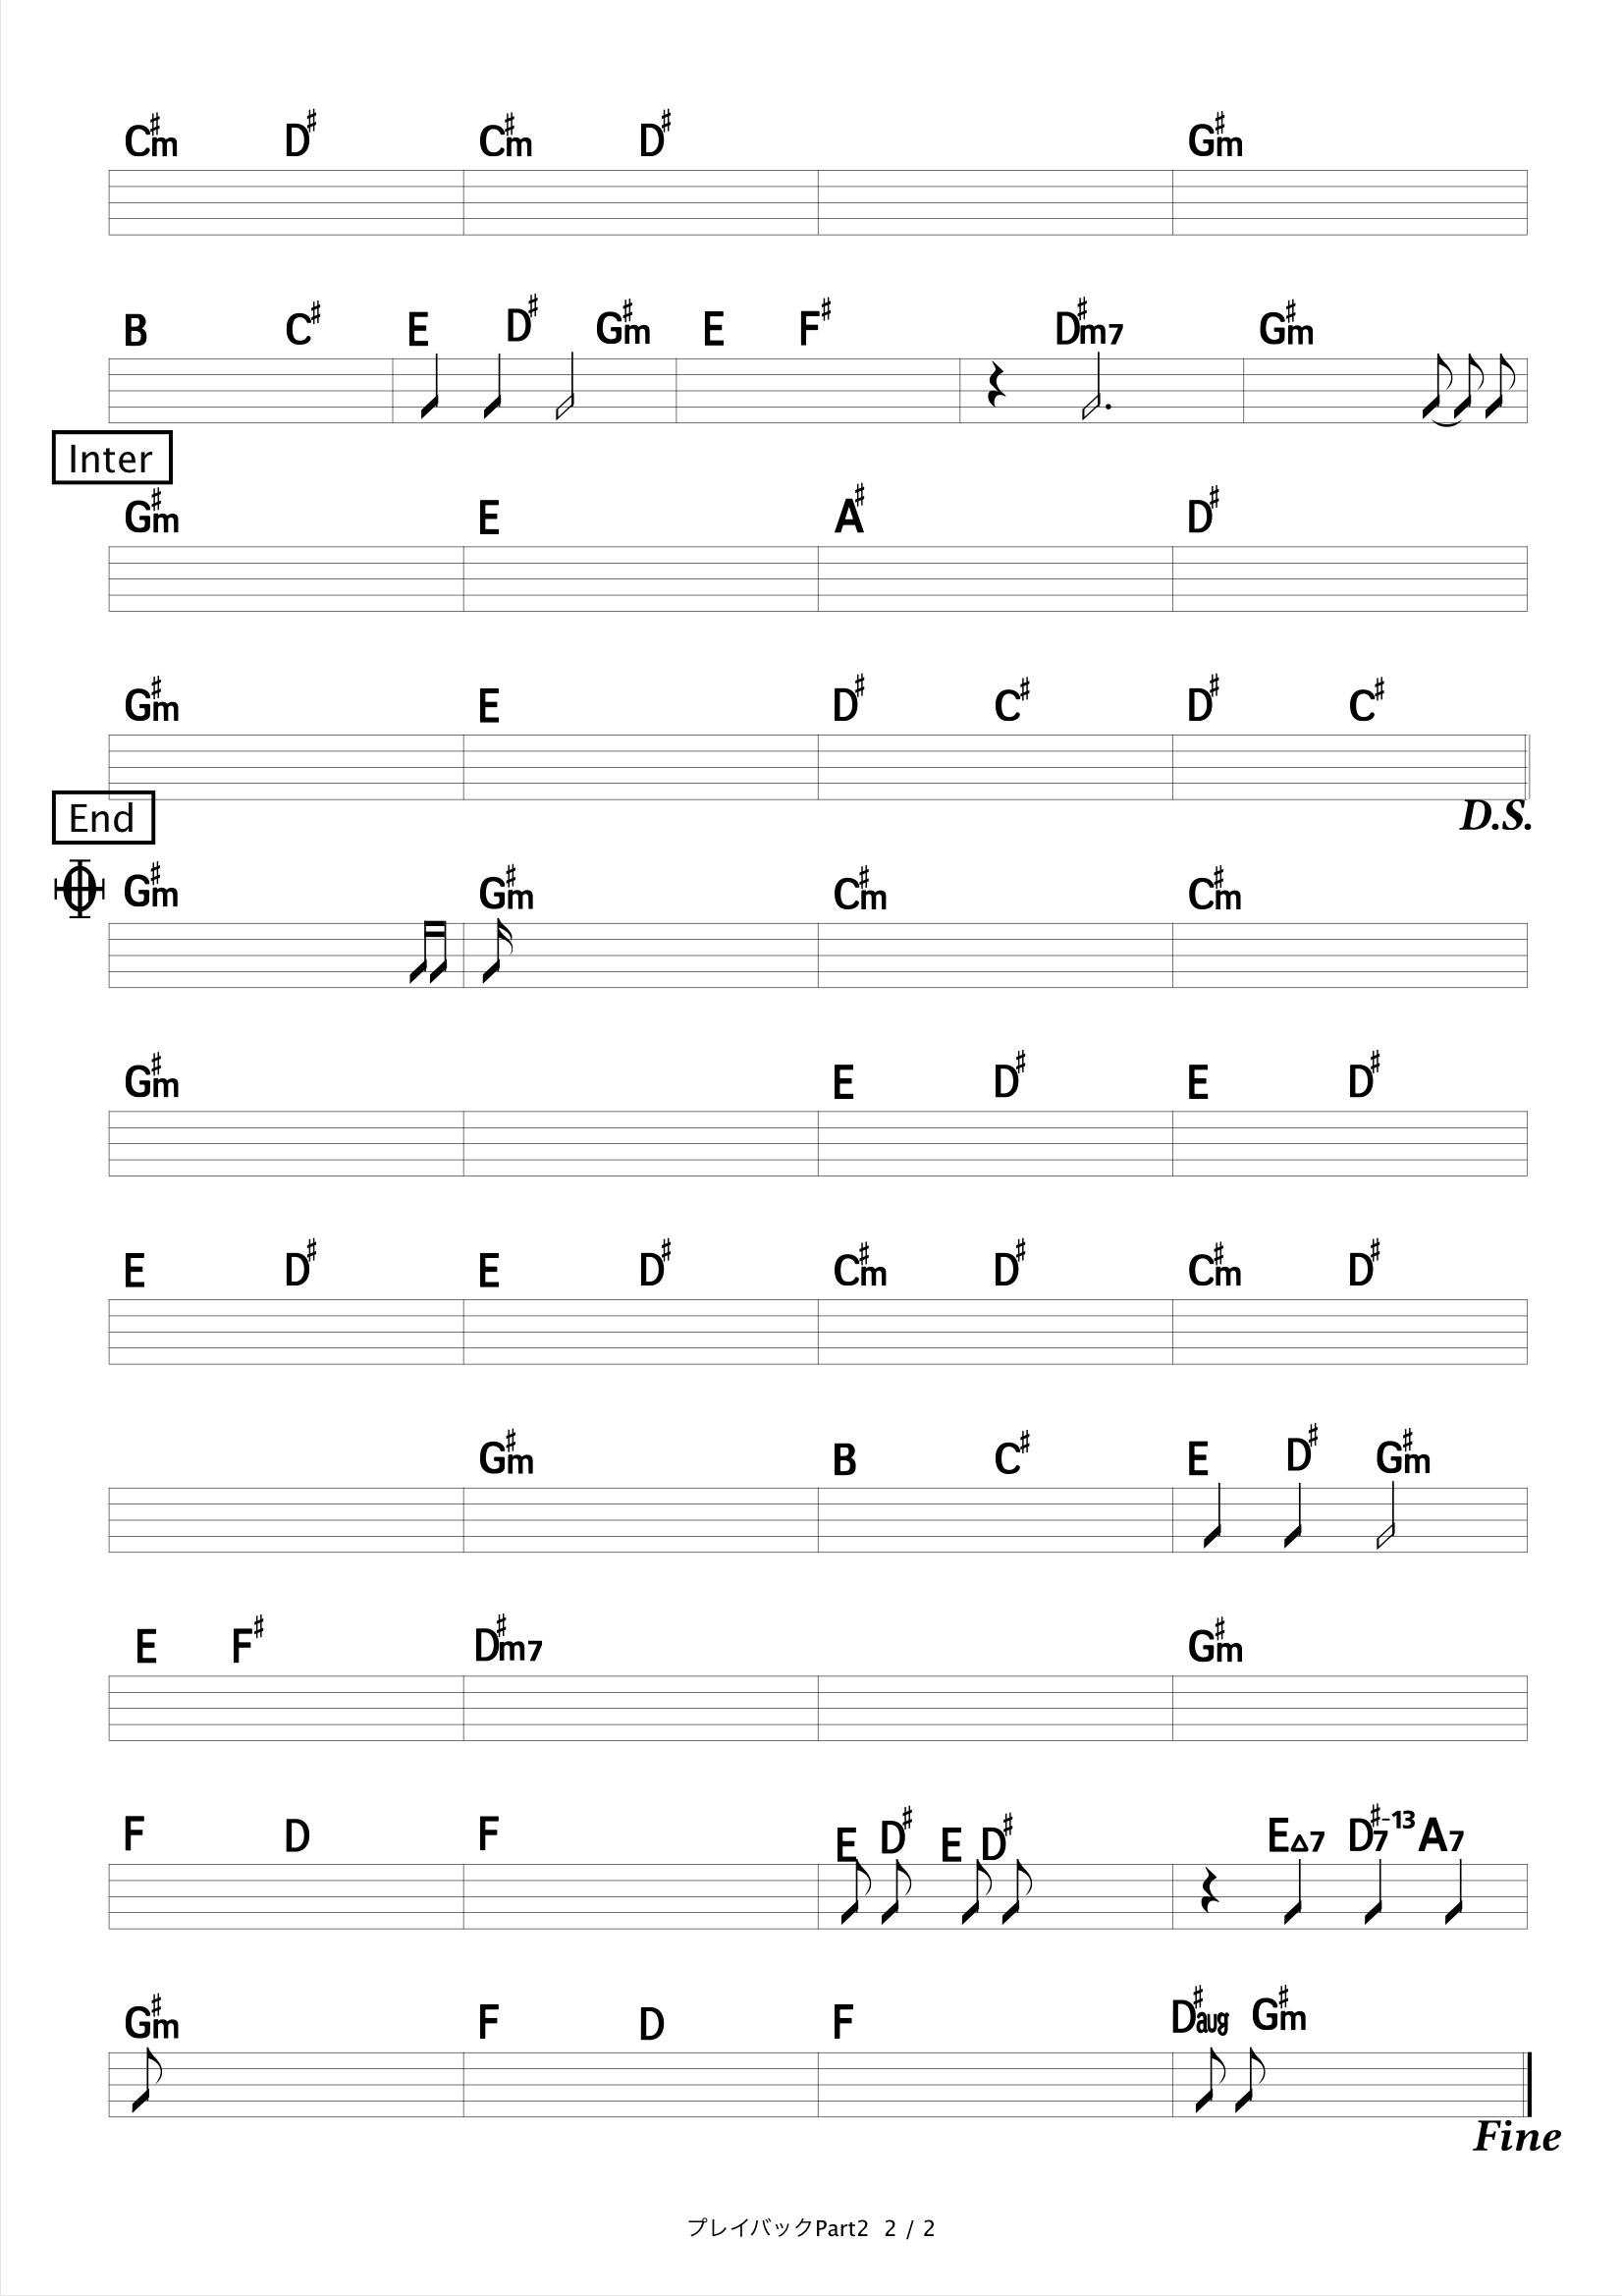 C♯m D♯ C♯m D♯ G♯m
B C♯ E D♯ G♯m E F♯ D♯m7 G♯m
Inter
G♯m E A♯ D♯
G♯m E D♯ C♯ D♯ C♯
D.S.
End
G♯m G♯m C♯m C♯m
G♯m E D♯ E D♯
E D♯ E D♯ C♯m D♯ C♯m D♯
G♯m B C♯ E D♯ G♯m
E F♯ D♯m7 G♯m
F D F E D♯ E D♯ E△7 D♯7-13 A7
G♯m F D F D♯aug G♯m
Fine
プレイバックPart2 2 / 2